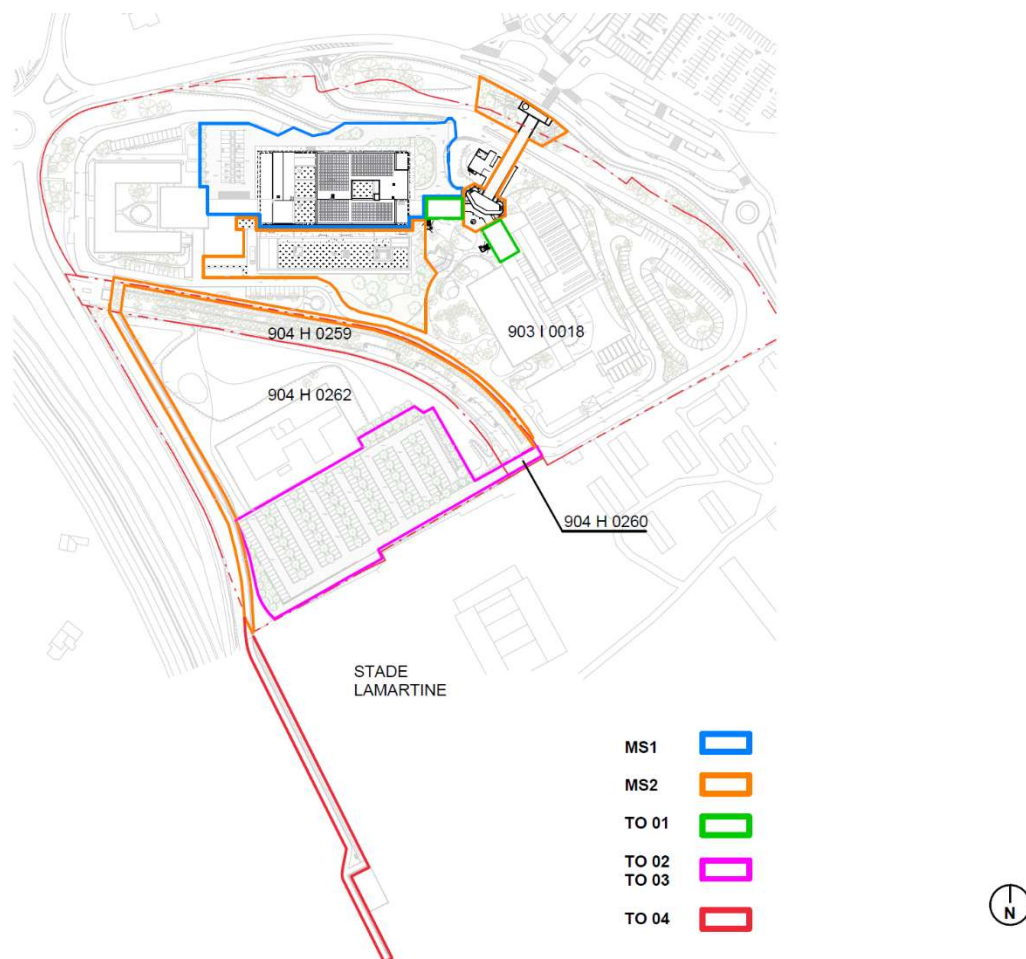 904 H 0259
903 I 0018
904 H 0262
904 H 0260
STADE
LAMARTINE
MS1
MS2
TO 01
TO 02
TO 03
TO 04
N